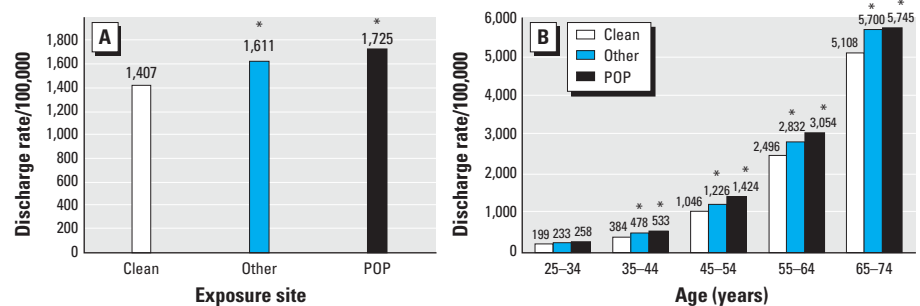 A
Discharge rate/100,000
1,800
1,600
1,400
1,200
1,000
800
600
400
200
0
1,407
*
1,611
*
1,725
Clean Other POP
Exposure site
B
Clean
Other
POP
Discharge rate/100,000
6,000
5,000
4,000
3,000
2,000
1,000
0
199 233 258
384 * 478 * 533
1,046 * 1,226 * 1,424
2,496 * 2,832 * 3,054
5,108 * 5,700 * 5,745
25–34 35–44 45–54 55–64 65–74
Age (years)